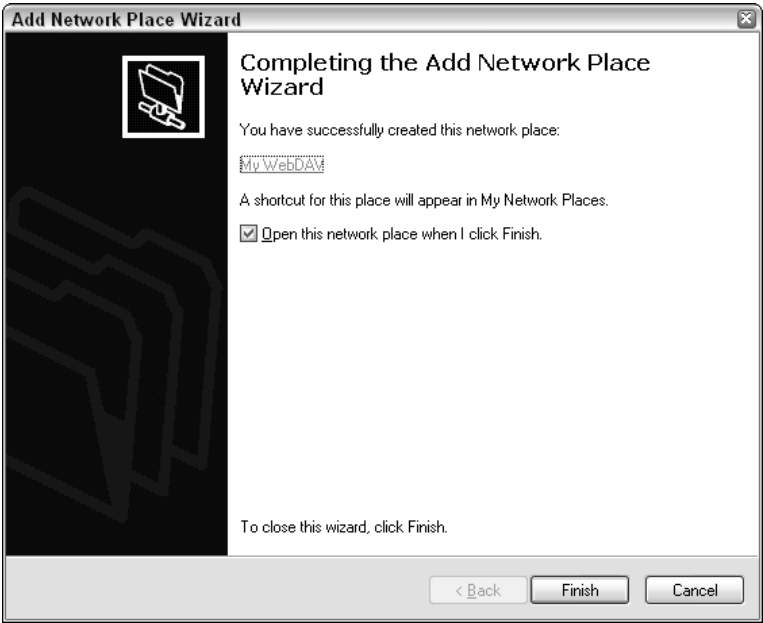 Add Network Place Wizard
Completing the Add Network Place
Wizard
You have successfully created this network place:
My WebDAV
A shortcut for this place will appear in My Network Places.
Open this network place when I click Finish.
To close this wizard, click Finish.
< Back
Finish
Cancel